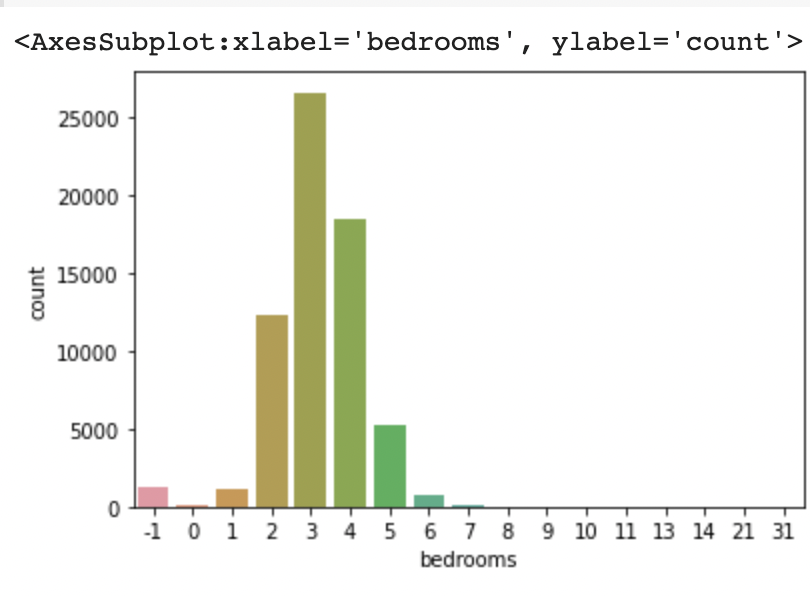 <AxesSubplot:xlabel='bedrooms', ylabel='count'>
25000
20000
15000
10000
5000
0
count
-1 0 1 2 3 4 5 6 7 8 9 10 11 13 14 21 31
bedrooms